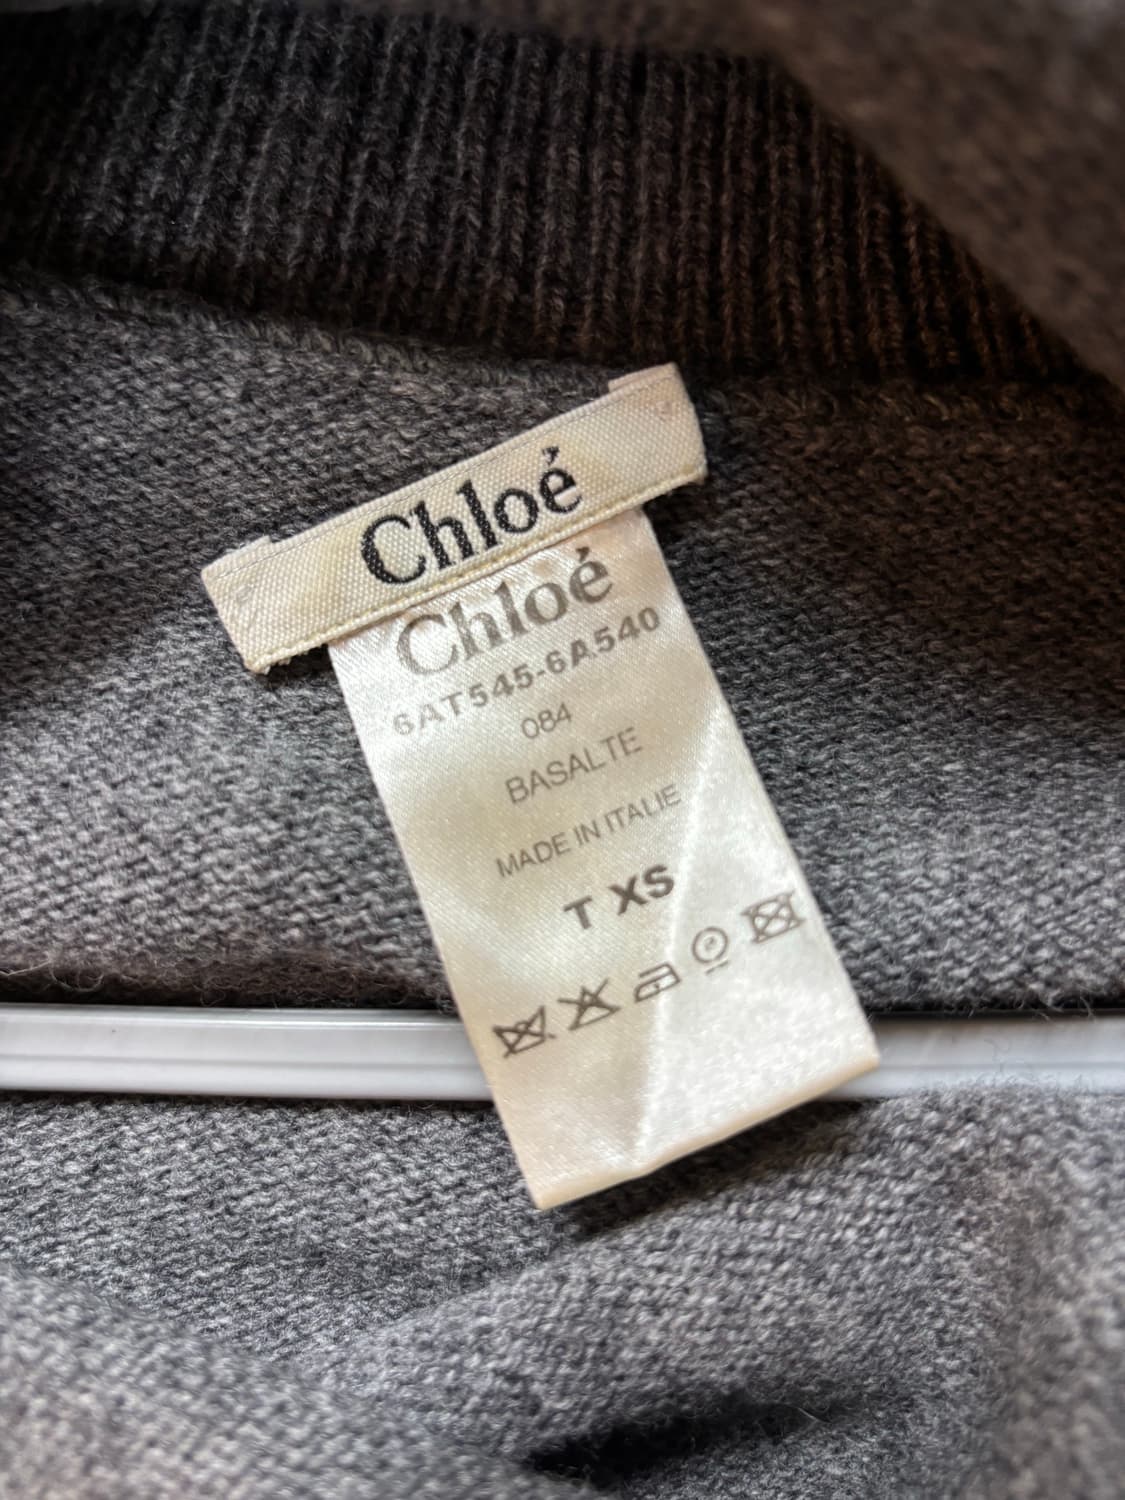 Chloé
Chloé
6AT545-6A540
084
BASALTE
MADE IN ITALIE
T XS